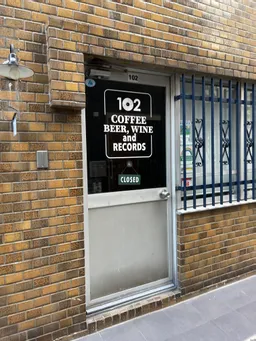 102
102
COFFEE
BEER, WINE
and
RECORDS
CLOSED